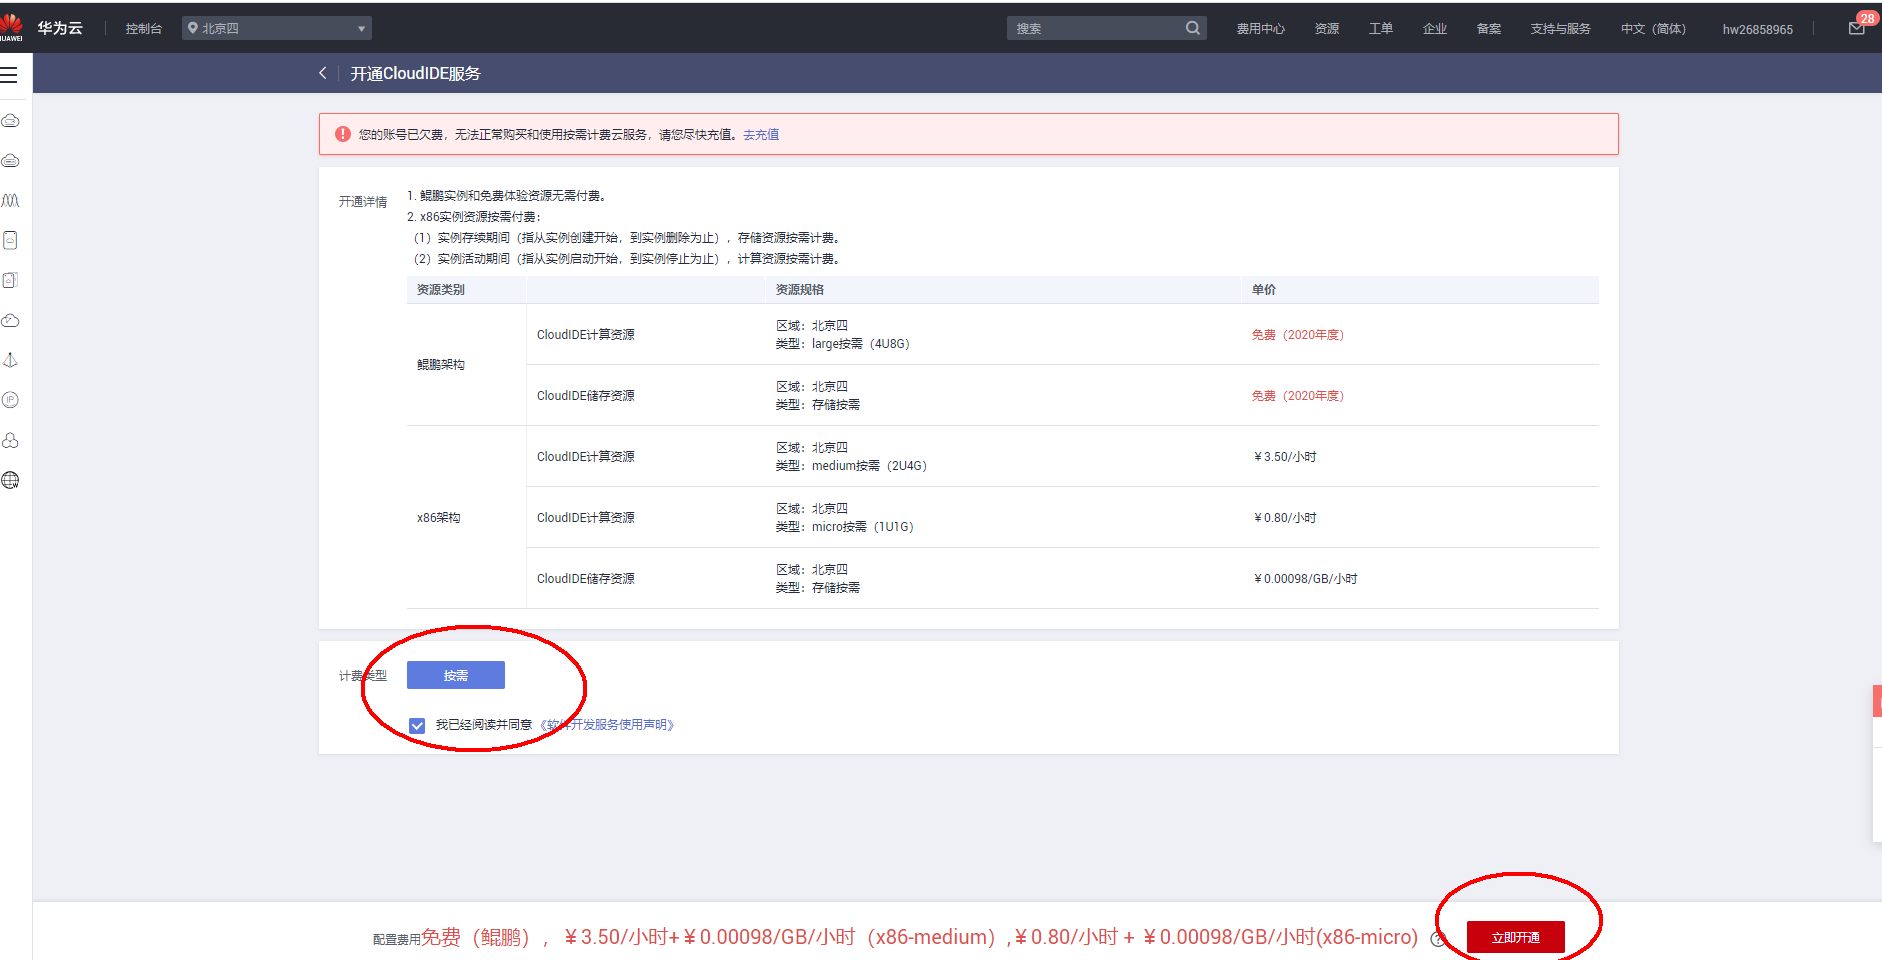 HUAWEI
华为云 控制台 北京四 搜索 费用中心 资源 工单 企业 备案 支持与服务 中文（简体） hw26858965 28
开通CloudIDE服务
您的账号已欠费，无法正常购买和使用按需计费云服务，请您尽快充值。去充值
开通详情
1. 鲲鹏实例和免费体验资源无需付费。
2. x86实例资源按需付费：
（1）实例存续期间（指从实例创建开始，到实例删除为止），存储资源按需计费。
（2）实例活动期间（指从实例启动开始，到实例停止为止），计算资源按需计费。
资源类别 资源规格 单价
鲲鹏架构
CloudIDE计算资源
区域：北京四
类型：large按需（4U8G）
免费（2020年度）
CloudIDE储存资源
区域：北京四
类型：存储按需
免费（2020年度）
x86架构
CloudIDE计算资源
区域：北京四
类型：medium按需（2U4G）
￥3.50/小时
CloudIDE计算资源
区域：北京四
类型：micro按需（1U1G）
￥0.80/小时
CloudIDE储存资源
区域：北京四
类型：存储按需
￥0.00098/GB/小时
计费类型 按需
我已经阅读并同意 《软件开发服务使用声明》
配置费用免费（鲲鹏），￥3.50/小时+￥0.00098/GB/小时（x86-medium）,￥0.80/小时 + ￥0.00098/GB/小时(x86-micro) ? 立即开通
IP